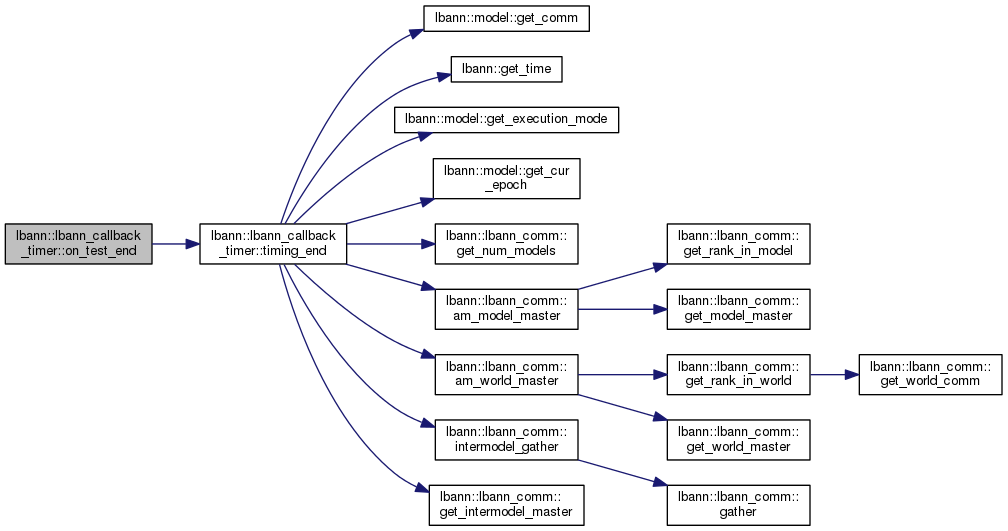 lbann::lbann_callback
_timer::on_test_end
lbann::lbann_callback
_timer::timing_end
lbann::model::get_comm
lbann::get_time
lbann::model::get_execution_mode
lbann::model::get_cur
_epoch
lbann::lbann_comm::
get_num_models
lbann::lbann_comm::
am_model_master
lbann::lbann_comm::
get_rank_in_model
lbann::lbann_comm::
get_model_master
lbann::lbann_comm::
am_world_master
lbann::lbann_comm::
get_rank_in_world
lbann::lbann_comm::
get_world_comm
lbann::lbann_comm::
get_world_master
lbann::lbann_comm::
intermodel_gather
lbann::lbann_comm::
gather
lbann::lbann_comm::
get_intermodel_master